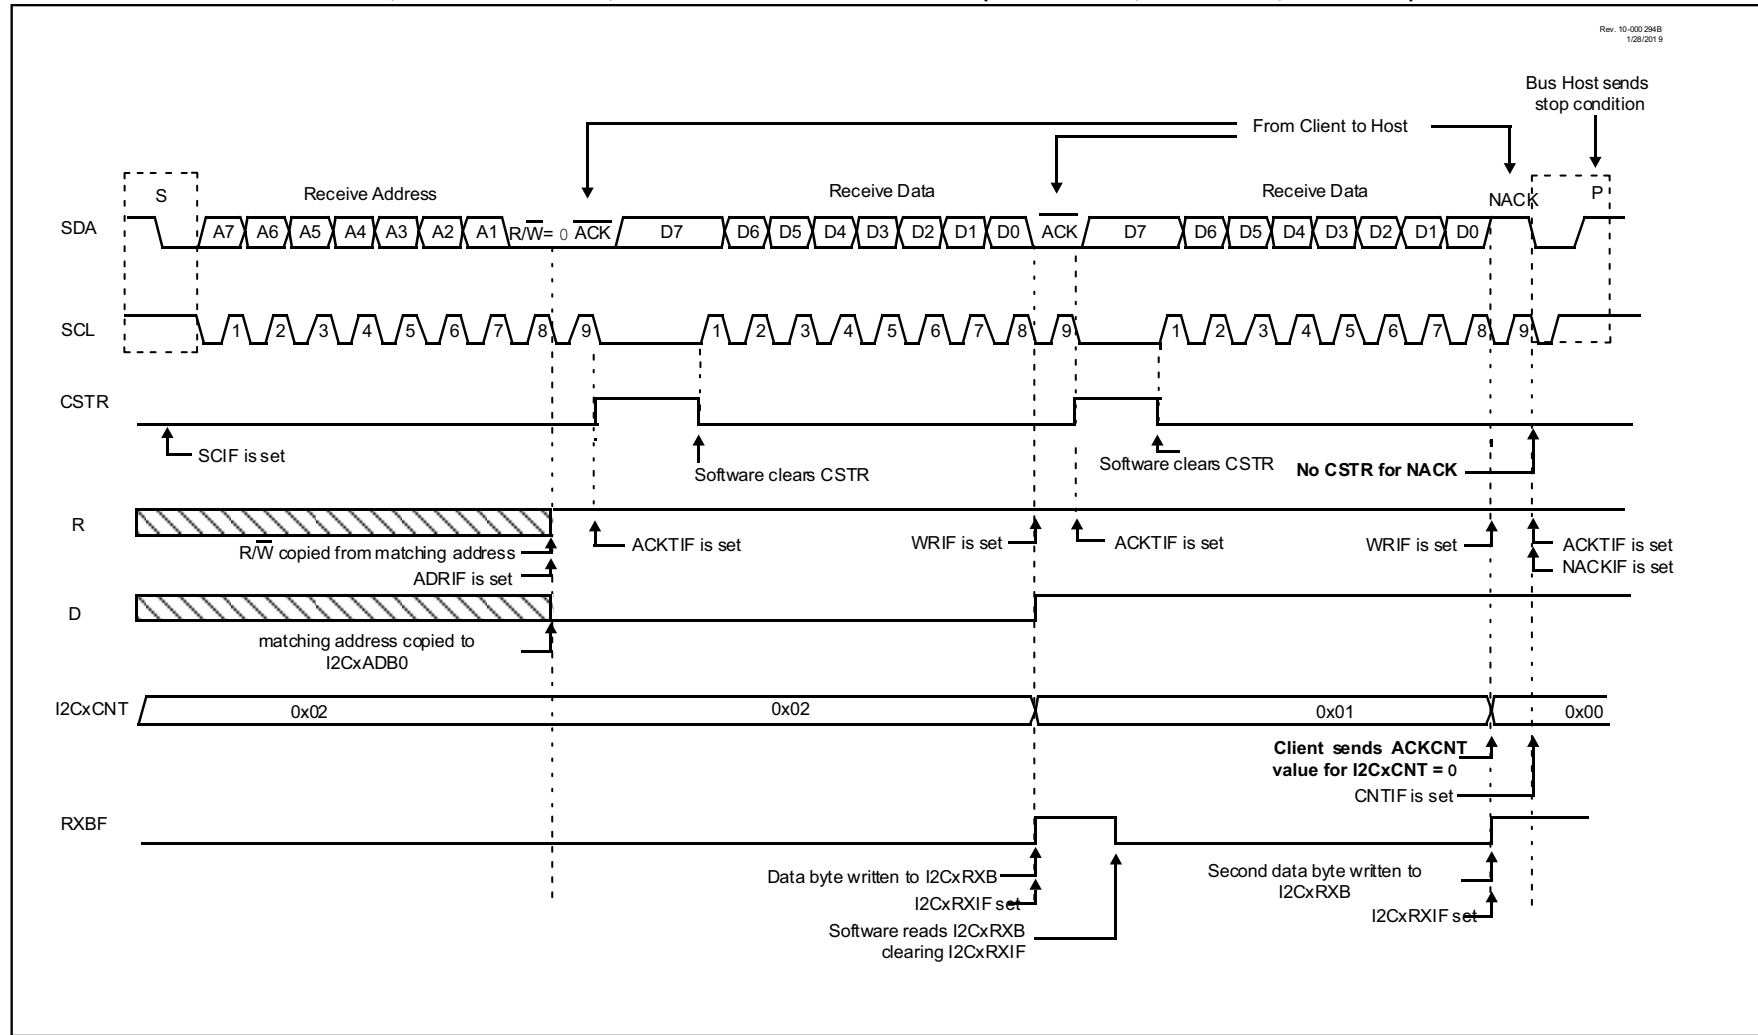 Rev. 10-000294B
1/28/2019
Bus Host sends
stop condition
From Client to Host
S
Receive Address
Receive Data
Receive Data
NACK
P
SDA
A7 A6 A5 A4 A3 A2 A1 R/W= 0 ACK D7 D6 D5 D4 D3 D2 D1 D0 ACK D7 D6 D5 D4 D3 D2 D1 D0
SCL
1 2 3 4 5 6 7 8 9 1 2 3 4 5 6 7 8 9 1 2 3 4 5 6 7 8 9
CSTR
SCIF is set
Software clears CSTR
Software clears CSTR
No CSTR for NACK
R
R/W copied from matching address
ADRIF is set
ACKTIF is set
WRIF is set
ACKTIF is set
WRIF is set
ACKTIF is set
NACKIF is set
D
matching address copied to
I2CxADB0
I2CxCNT
0x02
0x02
0x01
0x00
Client sends ACKCNT
value for I2CxCNT = 0
CNTIF is set
RXBF
Data byte written to I2CxRXB
I2CxRXIF set
Software reads I2CxRXB
clearing I2CxRXIF
Second data byte written to
I2CxRXB
I2CxRXIF set